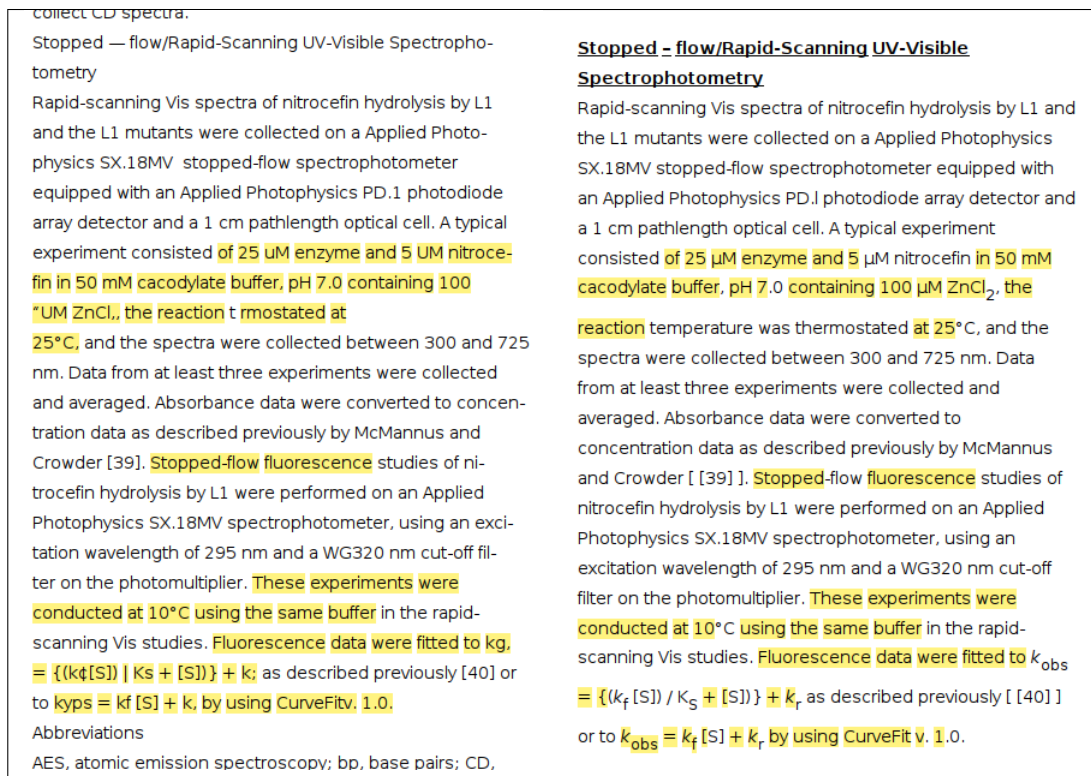 collect CD spectra.
Stopped — flow/Rapid-Scanning UV-Visible Spectropho-
tometry
Rapid-scanning Vis spectra of nitrocefin hydrolysis by L1
and the L1 mutants were collected on a Applied Photo-
physics SX.18MV  stopped-flow spectrophotometer
equipped with an Applied Photophysics PD.1 photodiode
array detector and a 1 cm pathlength optical cell. A typical
experiment consisted of 25 uM enzyme and 5 UM nitroce-
fin in 50 mM cacodylate buffer, pH 7.0 containing 100
“UM ZnCl,, the reaction t rmostated at
25°C, and the spectra were collected between 300 and 725
nm. Data from at least three experiments were collected
and averaged. Absorbance data were converted to concen-
tration data as described previously by McMannus and
Crowder [39]. Stopped-flow fluorescence studies of ni-
trocefin hydrolysis by L1 were performed on an Applied
Photophysics SX.18MV spectrophotometer, using an exci-
tation wavelength of 295 nm and a WG320 nm cut-off fil-
ter on the photomultiplier. These experiments were
conducted at 10°C using the same buffer in the rapid-
scanning Vis studies. Fluorescence data were fitted to kg,
= {(k¢[S]) | Ks + [S])} + k; as described previously [40] or
to kyps = kf [S] + k, by using CurveFitv. 1.0.
Abbreviations
AES, atomic emission spectroscopy; bp, base pairs; CD,
Stopped – flow/Rapid-Scanning UV-Visible
Spectrophotometry
Rapid-scanning Vis spectra of nitrocefin hydrolysis by L1 and
the L1 mutants were collected on a Applied Photophysics
SX.18MV stopped-flow spectrophotometer equipped with
an Applied Photophysics PD.l photodiode array detector and
a 1 cm pathlength optical cell. A typical experiment
consisted of 25 μM enzyme and 5 μM nitrocefin in 50 mM
cacodylate buffer, pH 7.0 containing 100 μM ZnCl₂, the
reaction temperature was thermostated at 25°C, and the
spectra were collected between 300 and 725 nm. Data
from at least three experiments were collected and
averaged. Absorbance data were converted to
concentration data as described previously by McMannus
and Crowder [ [39] ]. Stopped-flow fluorescence studies of
nitrocefin hydrolysis by L1 were performed on an Applied
Photophysics SX.18MV spectrophotometer, using an
excitation wavelength of 295 nm and a WG320 nm cut-off
filter on the photomultiplier. These experiments were
conducted at 10°C using the same buffer in the rapid-
scanning Vis studies. Fluorescence data were fitted to k_obs
= {(k_f [S]) / K_S + [S])} + k_r as described previously [ [40] ]
or to k_obs = k_f [S] + k_r by using CurveFit v. 1.0.